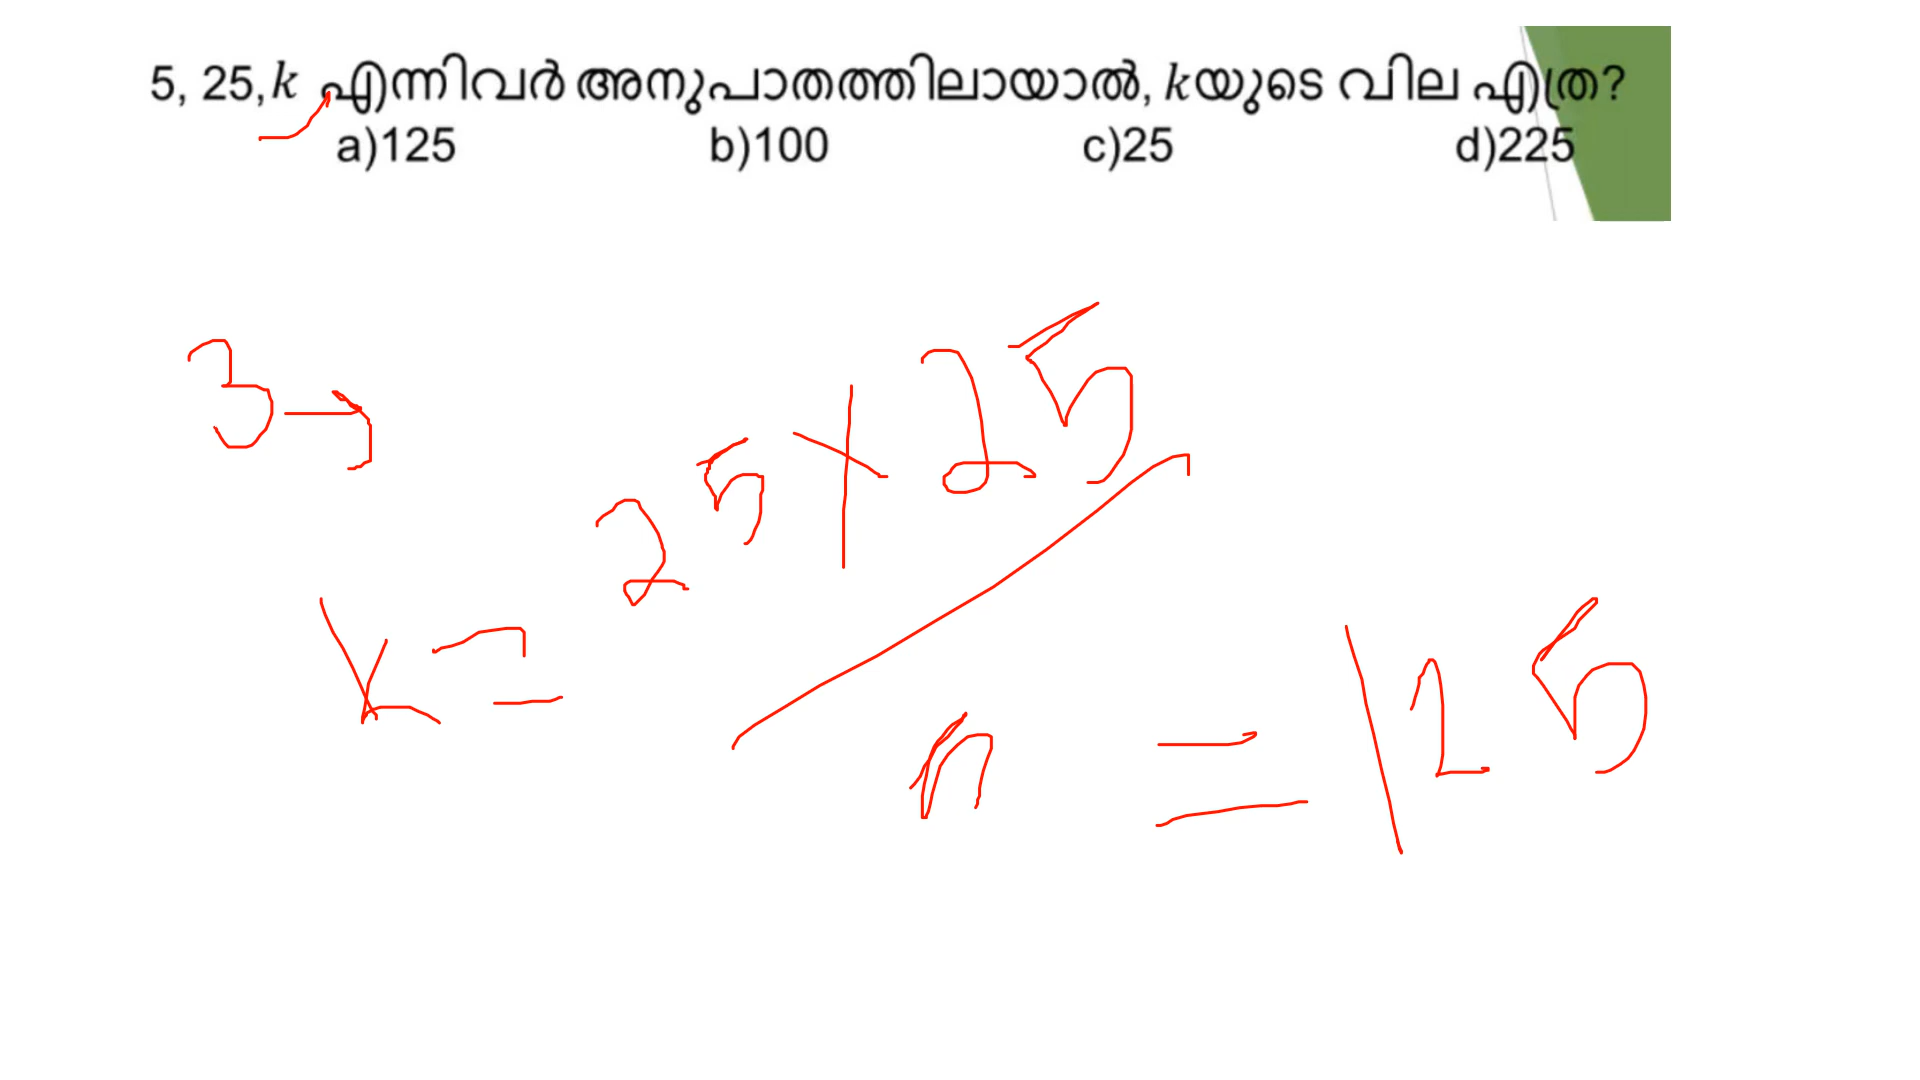 5, 25, k എന്നിവർ അനുപാതത്തിലായാൽ, k യുടെ വില എത്ര?
a)125 b)100 c)25 d)225
3→
25 x 25
k =
5 = 125